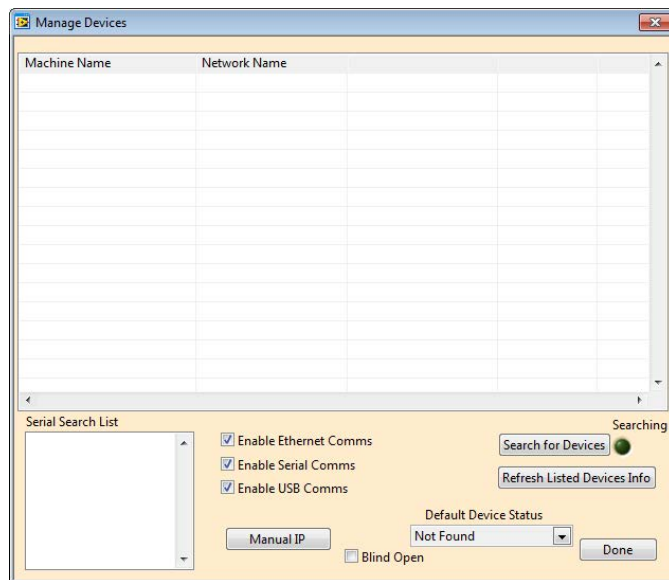 Manage Devices
Machine Name Network Name
Serial Search List
Enable Ethernet Comms
Enable Serial Comms
Enable USB Comms
Searching
Search for Devices
Refresh Listed Devices Info
Default Device Status
Manual IP
Not Found
Blind Open
Done